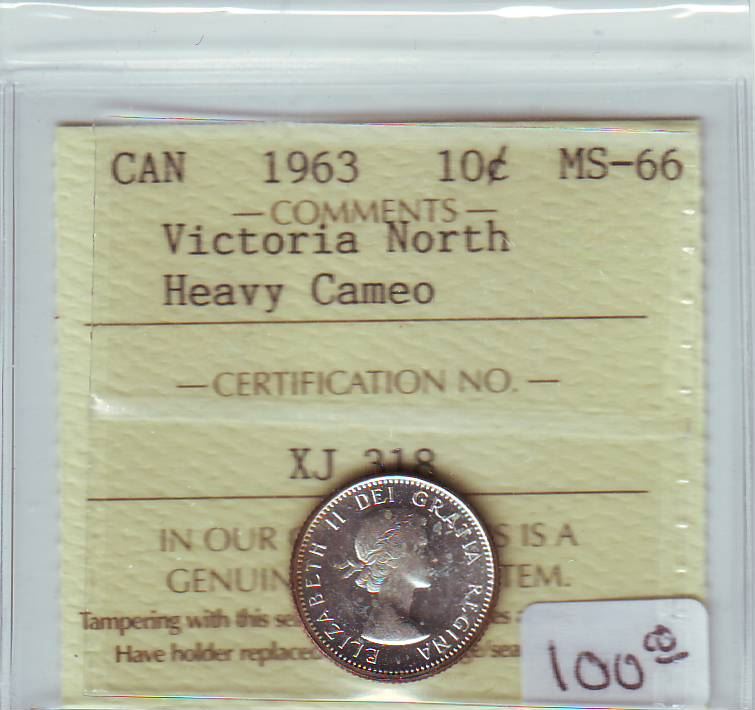 CAN 1963 10¢ MS-66
— COMMENTS —
Victoria North
Heavy Cameo
— CERTIFICATION NO. —
XJ 318
IN OUR S IS A
GENUIN TEM.
Tampering with this
Have holder replaced
ELIZABETH II DEI GRATIA REGINA
100 00